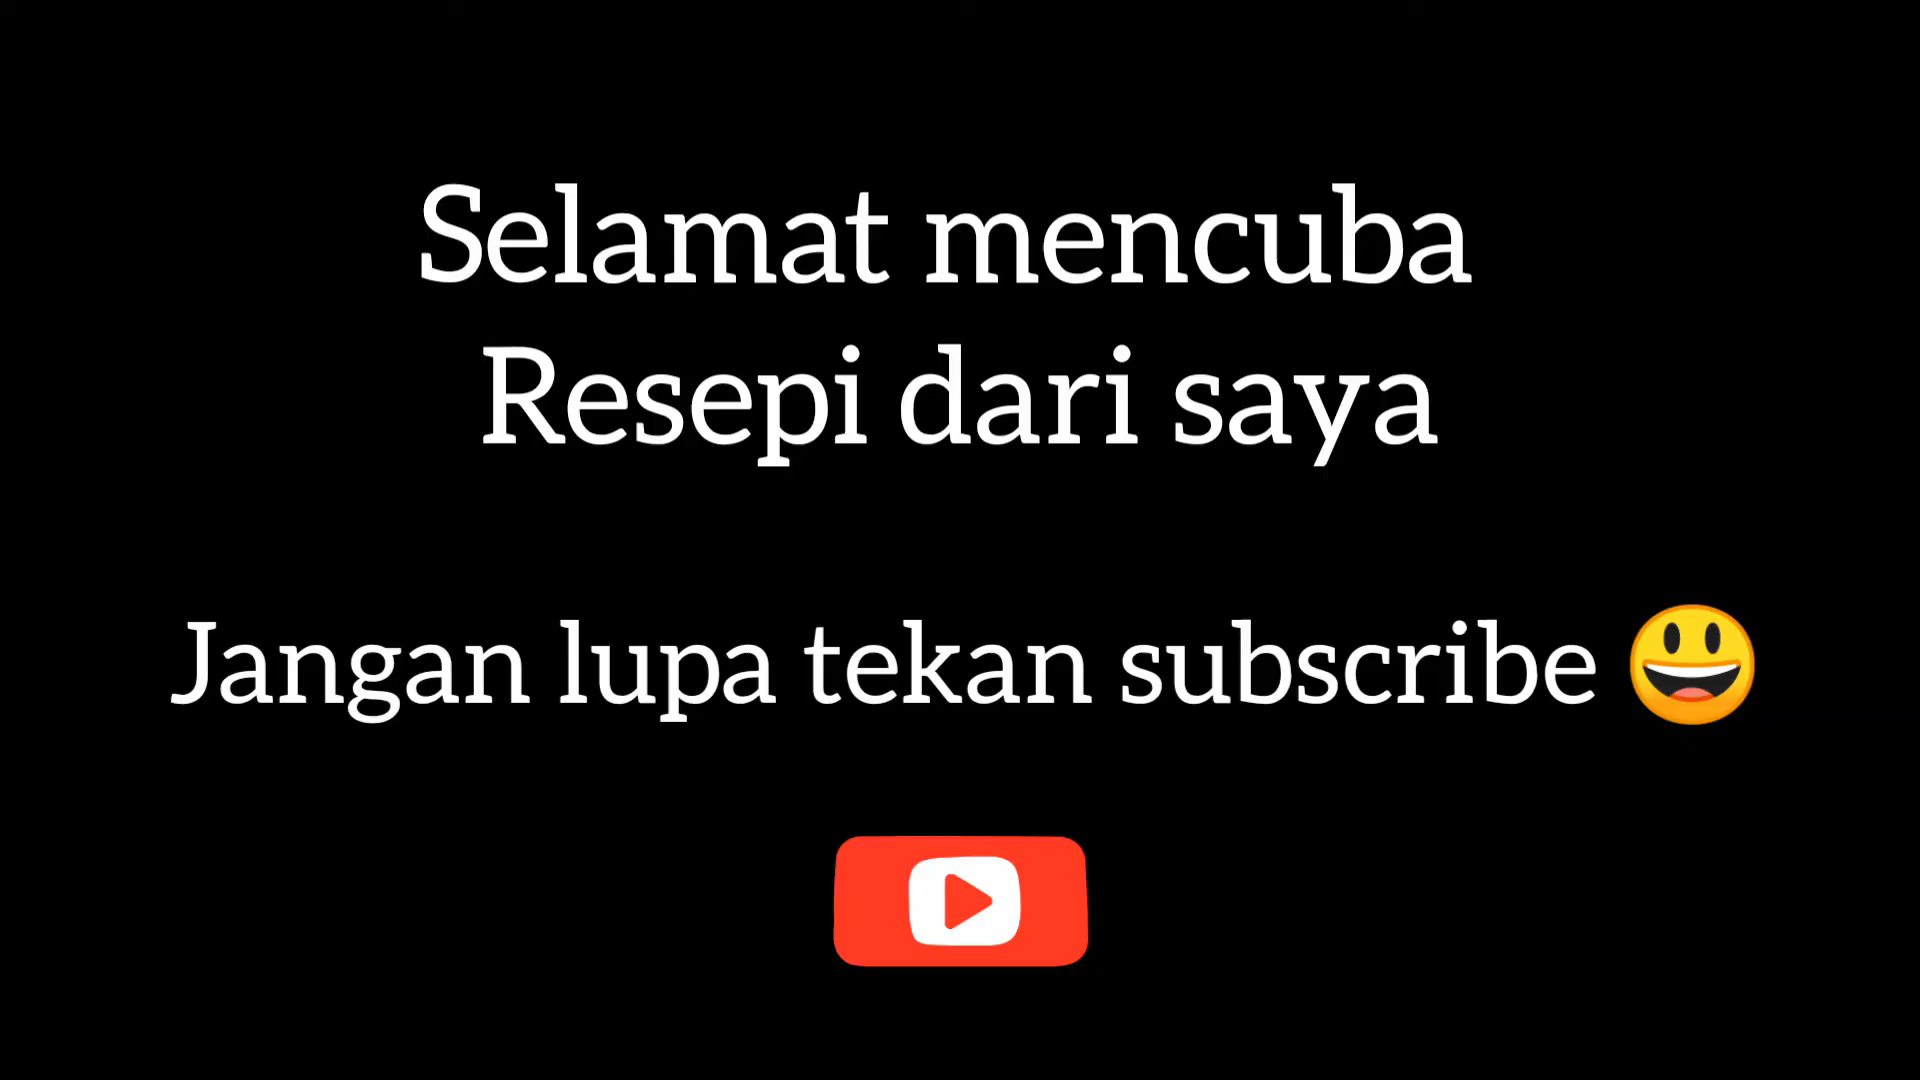 Selamat mencuba
Resepi dari saya
Jangan lupa tekan subscribe 😃